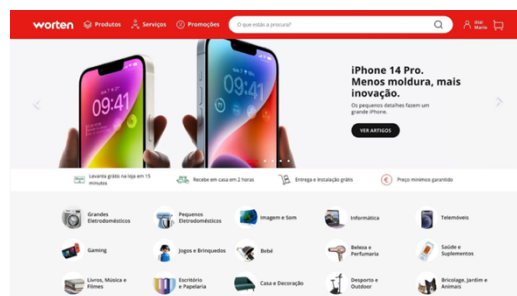 worten
Produtos
Serviços
Promoções
O que estás a procura?
Olá!
Maria
09:41
09:41
iPhone 14 Pro.
Menos moldura, mais
inovação.
Os pequenos detalhes fazem um
grande iPhone.
VER ARTIGOS
Levanta grátis na loja em 15
minutos
Recebe em casa em 2 horas
Entrega e Instalação grátis
Preço mínimos garantido
Grandes
Eletrodomésticos
Pequenos
Eletrodomésticos
Imagem e Som
Informática
Telemóveis
Gaming
Jogos e Brinquedos
Bebé
Beleza e
Perfumaria
Saúde e
Suplementos
Livros, Música e
Filmes
Escritório
e Papelaria
Casa e Decoração
Desporto e
Outdoor
Bricolage, Jardim e
Animais